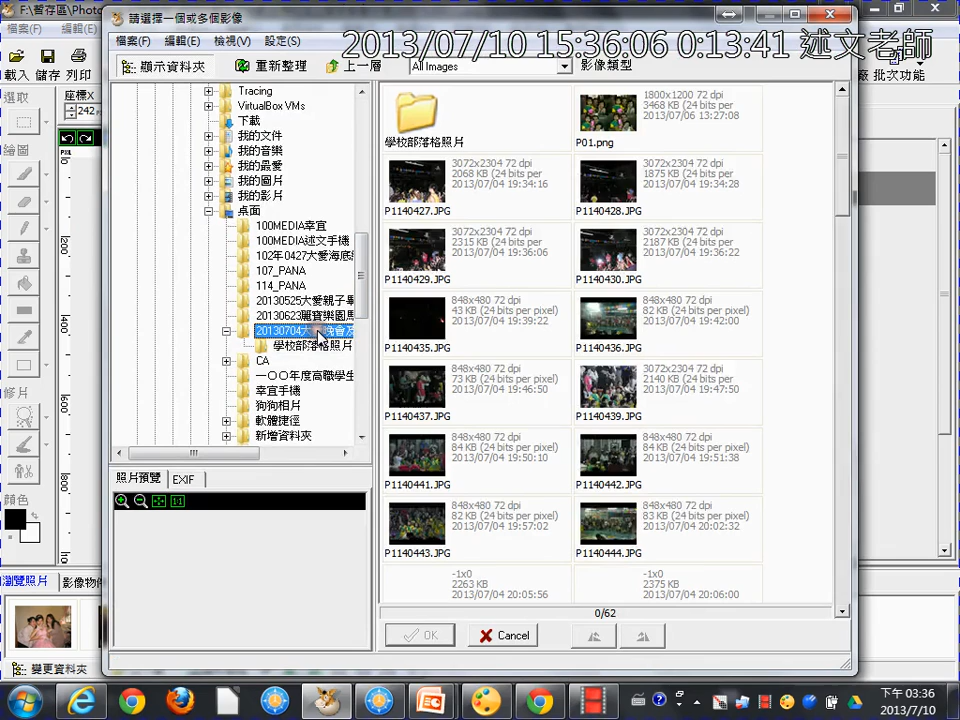 F:\暫存區\Photo
請選擇一個或多個影像
檔案(F) 編輯(E)
檔案(F) 編輯(E) 檢視(V) 設定(S)
2013/07/10 15:36:06 0:13:41 述文老師
載入 儲存 列印
顯示資料夾 重新整理 上一層 All Images 影像類型
批次功能
選取
座標X
242
繪圖
修片
顏色
Tracing
VirtualBox VMs
下載
我的文件
我的音樂
我的最愛
我的圖片
我的影片
桌面
100MEDIA幸宜
100MEDIA述文手機
102年0427大愛海底
107_PANA
114_PANA
20130525大愛親子畢
20130623麗寶樂園馬
20130704大
學校部落格照片
CA
一○○年度高職學生
幸宜手機
狗狗相片
軟體捷徑
新增資料夾
學校部落格照片
1800x1200 72 dpi
3468 KB (24 bits per
2013/07/06 13:27:08
P01.png
3072x2304 72 dpi
2068 KB (24 bits per
2013/07/04 19:34:16
P1140427.JPG
3072x2304 72 dpi
1875 KB (24 bits per
2013/07/04 19:34:28
P1140428.JPG
3072x2304 72 dpi
2315 KB (24 bits per
2013/07/04 19:36:06
P1140429.JPG
3072x2304 72 dpi
2187 KB (24 bits per
2013/07/04 19:36:22
P1140430.JPG
848x480 72 dpi
43 KB (24 bits per pixel)
2013/07/04 19:39:22
P1140435.JPG
848x480 72 dpi
82 KB (24 bits per pixel)
2013/07/04 19:42:00
P1140436.JPG
848x480 72 dpi
73 KB (24 bits per pixel)
2013/07/04 19:46:50
P1140437.JPG
3072x2304 72 dpi
2140 KB (24 bits per
2013/07/04 19:47:50
P1140439.JPG
848x480 72 dpi
84 KB (24 bits per pixel)
2013/07/04 19:50:10
P1140441.JPG
848x480 72 dpi
84 KB (24 bits per pixel)
2013/07/04 19:51:38
P1140442.JPG
848x480 72 dpi
82 KB (24 bits per pixel)
2013/07/04 19:57:02
P1140443.JPG
848x480 72 dpi
83 KB (24 bits per pixel)
2013/07/04 20:02:32
P1140444.JPG
-1x0
2263 KB
2013/07/04 20:05:56
-1x0
2375 KB
2013/07/04 20:06:00
照片預覽 EXIF
0/62
OK Cancel
瀏覽照片 影像物件
變更資料夾
下午 03:36
2013/7/10